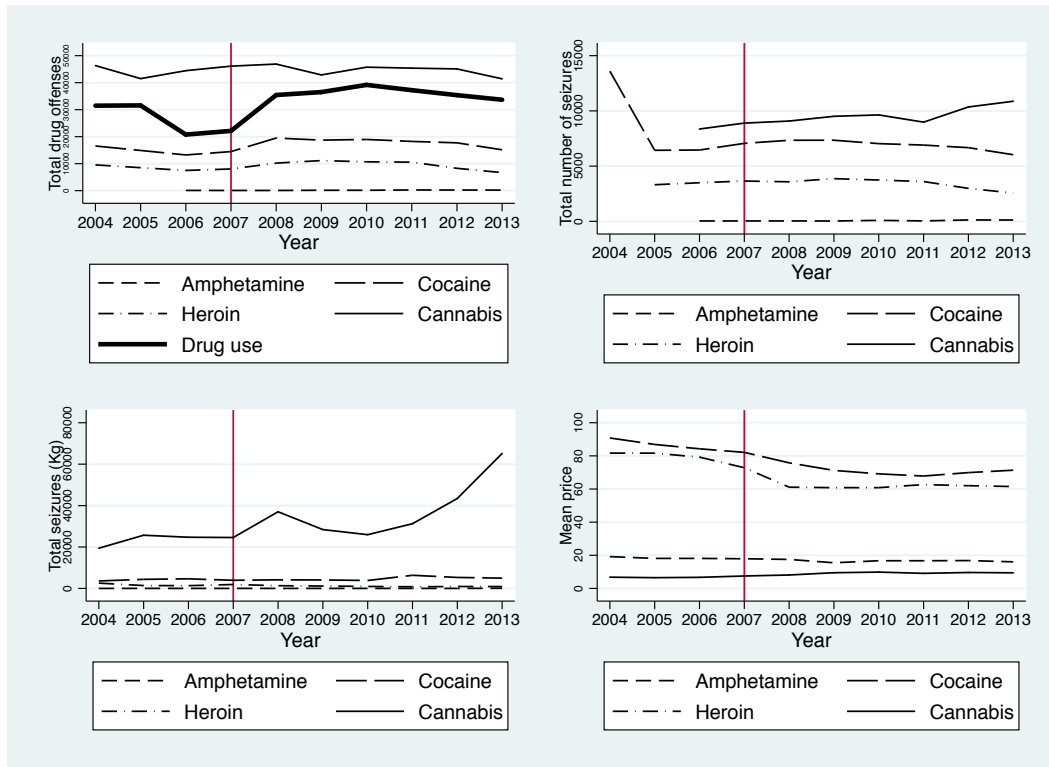 Total drug offenses
0 10000 20000 30000 40000 50000
2004 2005 2006 2007 2008 2009 2010 2011 2012 2013
Year
Amphetamine Cocaine
Heroin Cannabis
Drug use
Total number of seizures
0 5000 10000 15000
2004 2005 2006 2007 2008 2009 2010 2011 2012 2013
Year
Amphetamine Cocaine
Heroin Cannabis
Total seizures (Kg)
0 20000 40000 60000 80000
2004 2005 2006 2007 2008 2009 2010 2011 2012 2013
Year
Amphetamine Cocaine
Heroin Cannabis
Mean price
0 20 40 60 80 100
2004 2005 2006 2007 2008 2009 2010 2011 2012 2013
Year
Amphetamine Cocaine
Heroin Cannabis